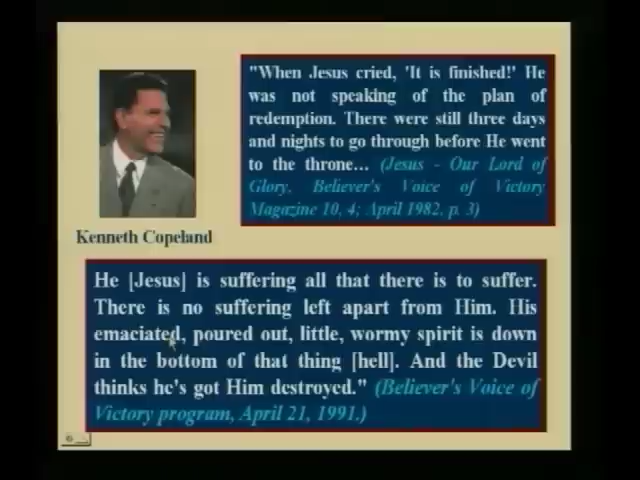 "When Jesus cried, 'It is finished!' He
was not speaking of the plan of
redemption. There were still three days
and nights to go through before He went
to the throne... (Jesus - Our Lord of
Glory, Believer's Voice of Victory
Magazine 10, 4; April 1982, p. 3)
Kenneth Copeland
He [Jesus] is suffering all that there is to suffer.
There is no suffering left apart from Him. His
emaciated, poured out, little, wormy spirit is down
in the bottom of that thing [hell]. And the Devil
thinks he's got Him destroyed." (Believer's Voice of
Victory program, April 21, 1991.)